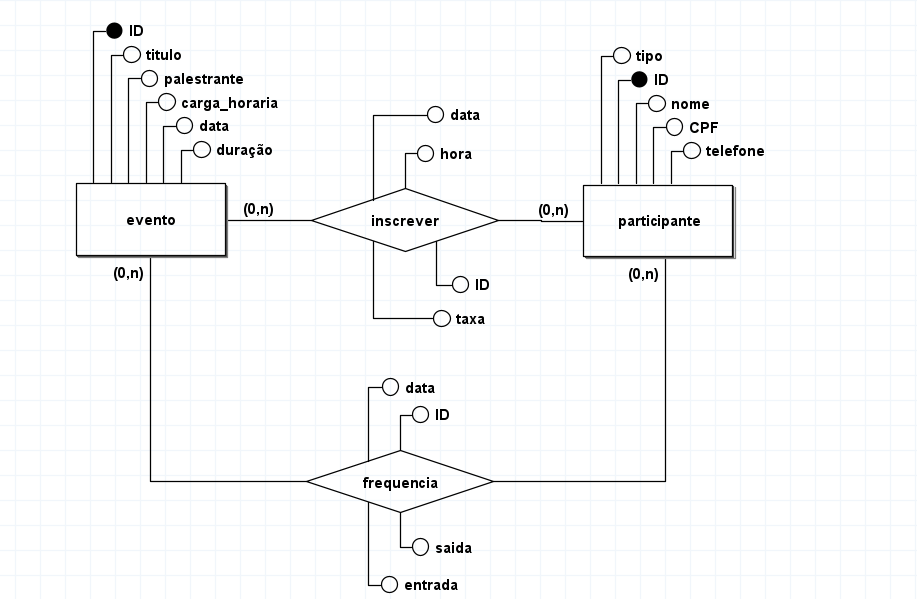 ID
titulo
palestrante
carga_horaria
data
duração
evento
(0,n)
(0,n)
data
hora
inscrever
ID
taxa
tipo
ID
nome
CPF
telefone
(0,n)
participante
(0,n)
data
ID
frequencia
saida
entrada